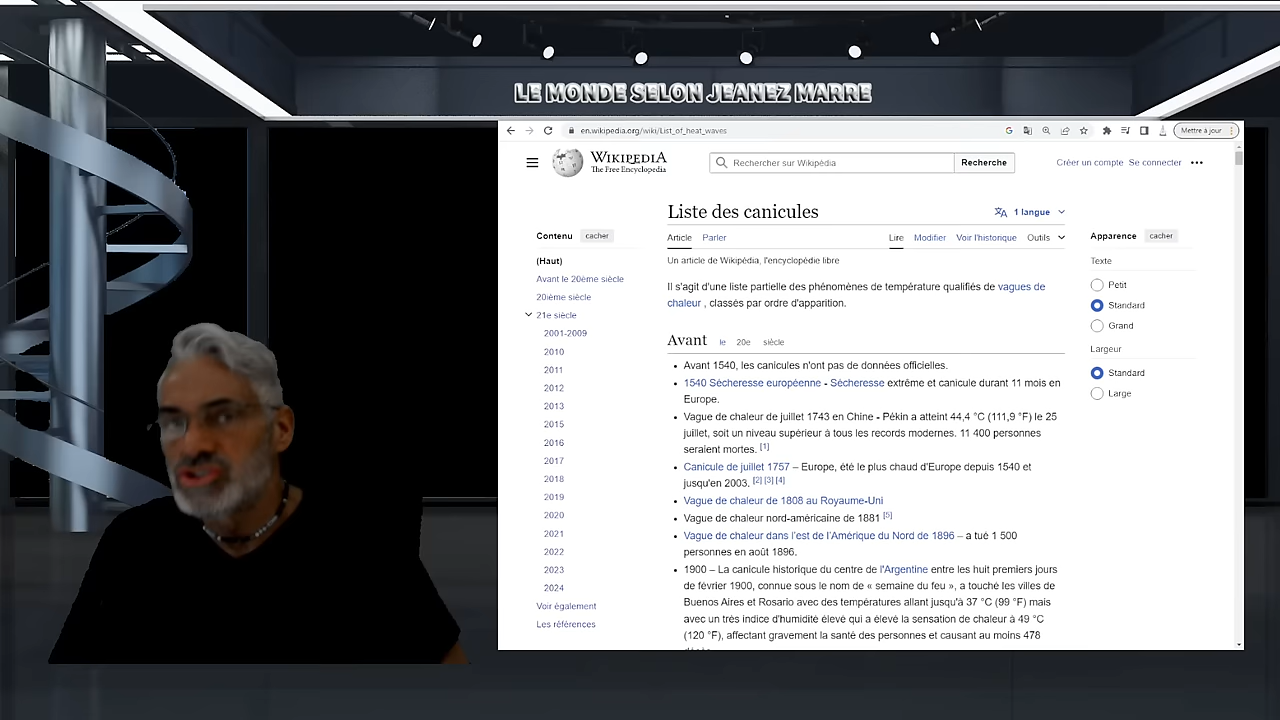 LE MONDE SELON JEANEZ MARRE
en.wikipedia.org/wiki/List_of_heat_waves
Mettre à jour
WIKIPEDIA
The Free Encyclopedia
Rechercher sur Wikipédia
Recherche
Créer un compte Se connecter
Liste des canicules
1 langue
Contenu cacher
Article Parler
Lire Modifier Voir l'historique Outils
Apparence cacher
(Haut)
Avant le 20ème siècle
20ième siècle
21e siècle
2001-2009
2010
2011
2012
2013
2015
2016
2017
2018
2019
2020
2021
2022
2023
2024
Voir également
Les références
Un article de Wikipédia, l'encyclopédie libre
Il s'agit d'une liste partielle des phénomènes de température qualifiés de vagues de
chaleur , classés par ordre d'apparition.
Avant le 20e siècle
• Avant 1540, les canicules n'ont pas de données officielles.
• 1540 Sécheresse européenne - Sécheresse extrême et canicule durant 11 mois en
Europe.
• Vague de chaleur de juillet 1743 en Chine - Pékin a atteint 44,4 °C (111,9 °F) le 25
juillet, soit un niveau supérieur à tous les records modernes. 11 400 personnes
seraient mortes. [1]
• Canicule de juillet 1757 – Europe, été le plus chaud d'Europe depuis 1540 et
jusqu'en 2003. [2] [3] [4]
• Vague de chaleur de 1808 au Royaume-Uni
• Vague de chaleur nord-américaine de 1881 [5]
• Vague de chaleur dans l'est de l'Amérique du Nord de 1896 – a tué 1 500
personnes en août 1896.
• 1900 – La canicule historique du centre de l'Argentine entre les huit premiers jours
de février 1900, connue sous le nom de « semaine du feu », a touché les villes de
Buenos Aires et Rosario avec des températures allant jusqu'à 37 °C (99 °F) mais
avec un très indice d'humidité élevé qui a élevé la sensation de chaleur à 49 °C
(120 °F), affectant gravement la santé des personnes et causant au moins 478
Texte
Petit
Standard
Grand
Largeur
Standard
Large